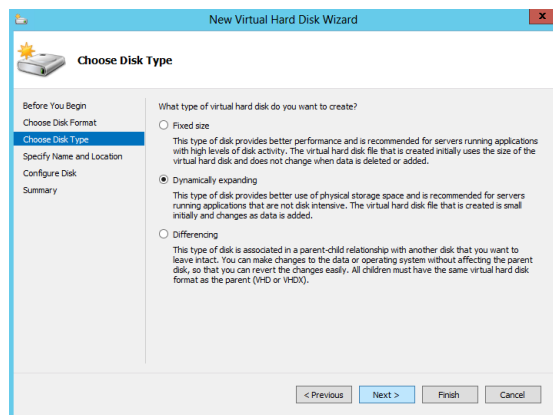 New Virtual Hard Disk Wizard
x
Choose Disk Type
Before You Begin
Choose Disk Format
Choose Disk Type
Specify Name and Location
Configure Disk
Summary
What type of virtual hard disk do you want to create?
Fixed size
This type of disk provides better performance and is recommended for servers running applications
with high levels of disk activity. The virtual hard disk file that is created initially uses the size of the
virtual hard disk and does not change when data is deleted or added.
Dynamically expanding
This type of disk provides better use of physical storage space and is recommended for servers
running applications that are not disk intensive. The virtual hard disk file that is created is small
initially and changes as data is added.
Differencing
This type of disk is associated in a parent-child relationship with another disk that you want to
leave intact. You can make changes to the data or operating system without affecting the parent
disk, so that you can revert the changes easily. All children must have the same virtual hard disk
format as the parent (VHD or VHDX).
< Previous
Next >
Finish
Cancel